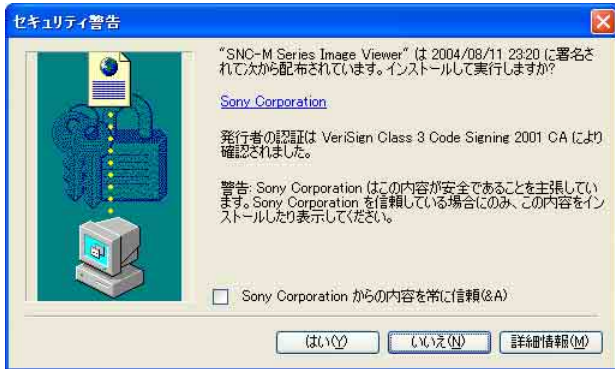 セキュリティ警告
"SNC-M Series Image Viewer" は 2004/08/11 23:20 に署名さ
れて次から配布されています。インストールして実行しますか?
Sony Corporation
発行者の認証は VeriSign Class 3 Code Signing 2001 CA により
確認されました。
警告: Sony Corporation はこの内容が安全であることを主張してい
ます。Sony Corporation を信頼している場合にのみ、この内容をイン
ストールしたり表示してください。
Sony Corporation からの内容を常に信頼(&A)
はい(Y)
いいえ(N)
詳細情報(M)